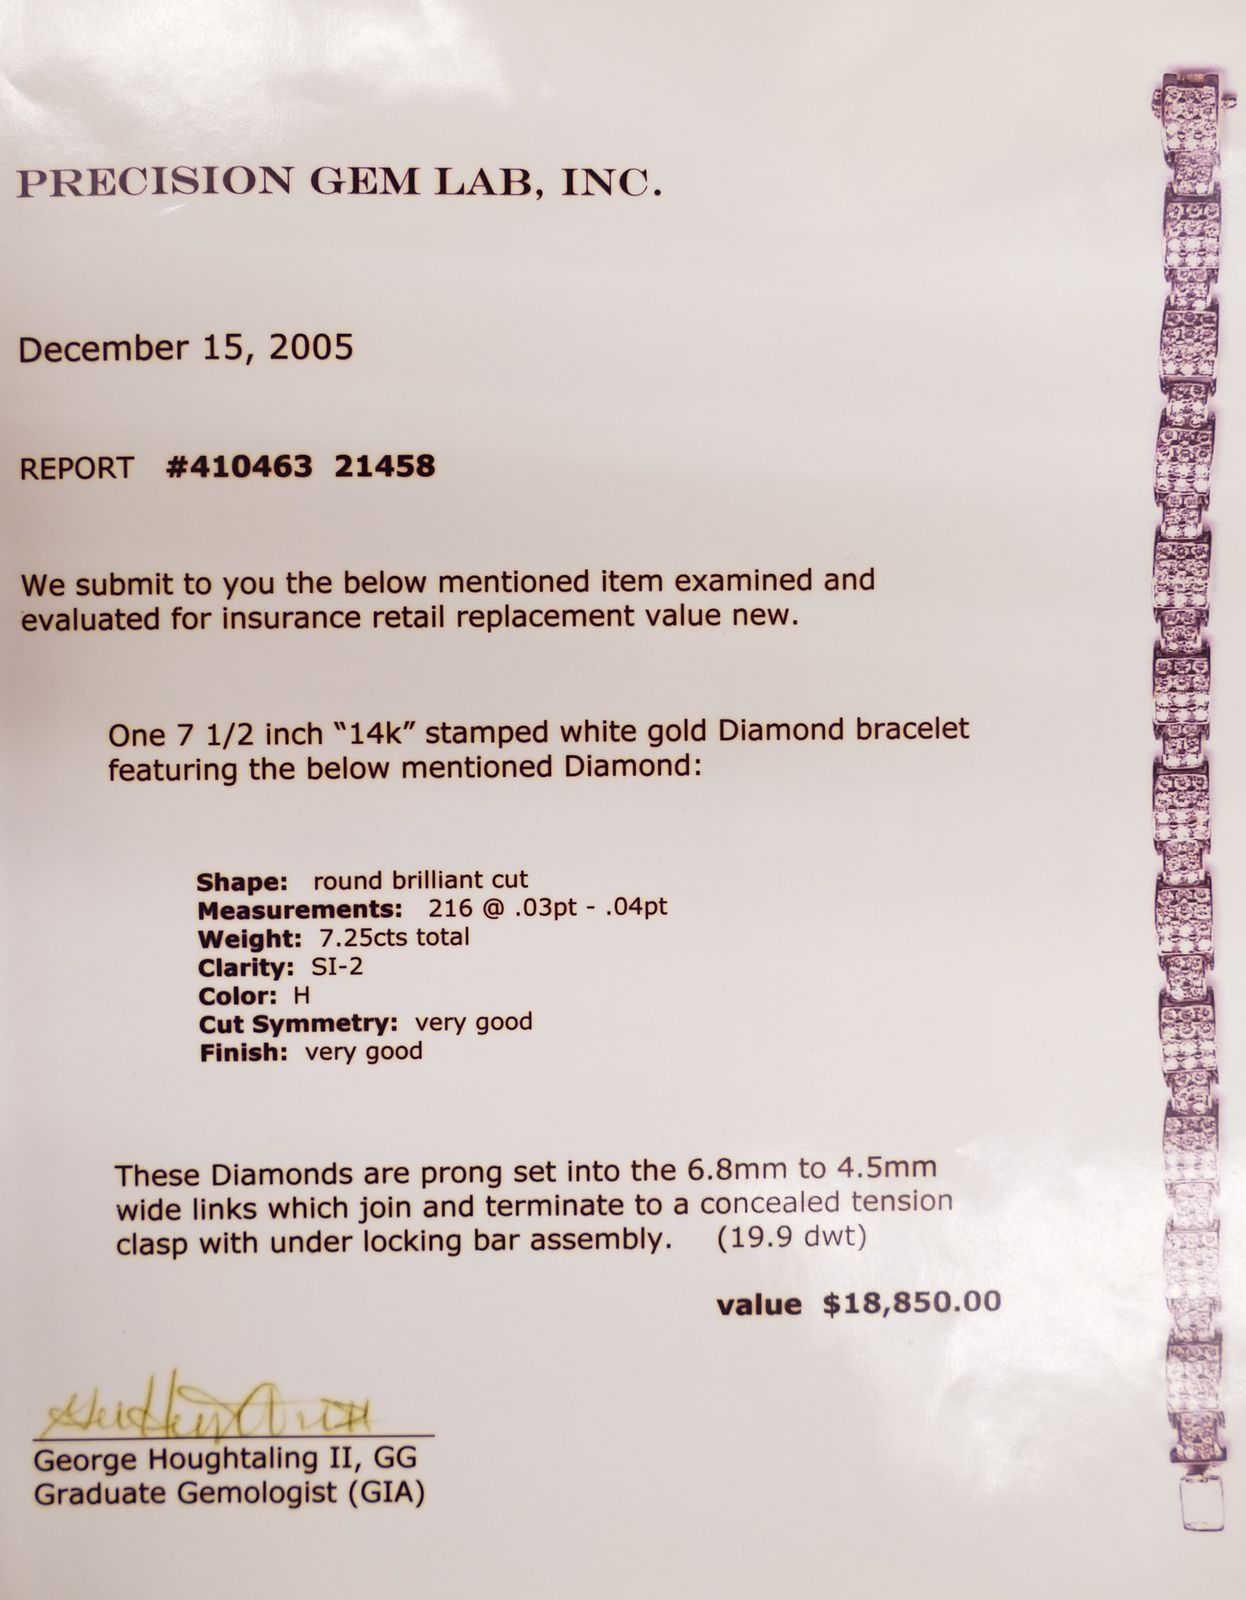 PRECISION GEM LAB, INC.
December 15, 2005
REPORT #410463 21458
We submit to you the below mentioned item examined and
evaluated for insurance retail replacement value new.
One 7 1/2 inch “14k” stamped white gold Diamond bracelet
featuring the below mentioned Diamond:
Shape: round brilliant cut
Measurements: 216 @ .03pt - .04pt
Weight: 7.25cts total
Clarity: SI-2
Color: H
Cut Symmetry: very good
Finish: very good
These Diamonds are prong set into the 6.8mm to 4.5mm
wide links which join and terminate to a concealed tension
clasp with under locking bar assembly. (19.9 dwt)
value $18,850.00
George Houghtaling II, GG
Graduate Gemologist (GIA)